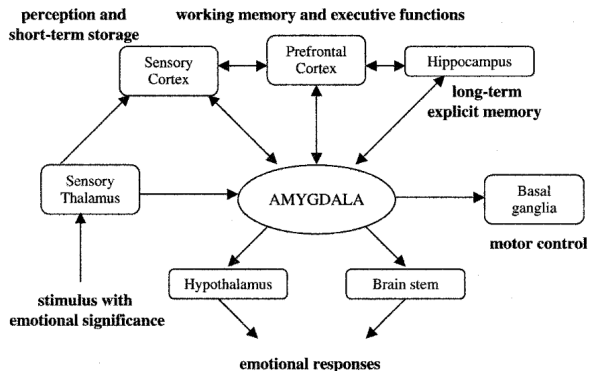 perception and
short-term storage
working memory and executive functions
Sensory
Cortex
Prefrontal
Cortex
Hippocampus
long-term
explicit memory
Sensory
Thalamus
AMYGDALA
Basal
ganglia
motor control
Hypothalamus
Brain stem
stimulus with
emotional significance
emotional responses